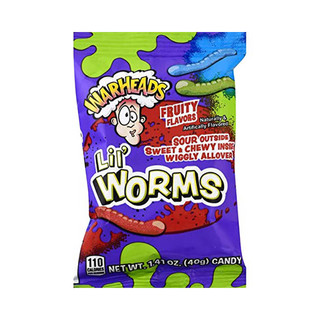 WARHEADS
FRUITY
FLAVORS
Naturally &
Artificially Flavored
SOUR OUTSIDE
SWEET & CHEWY INSIDE
WIGGLY ALLOVER
Lil'
WORMS
110
CALORIES
NET WT. 1.41 OZ. (40g) CANDY